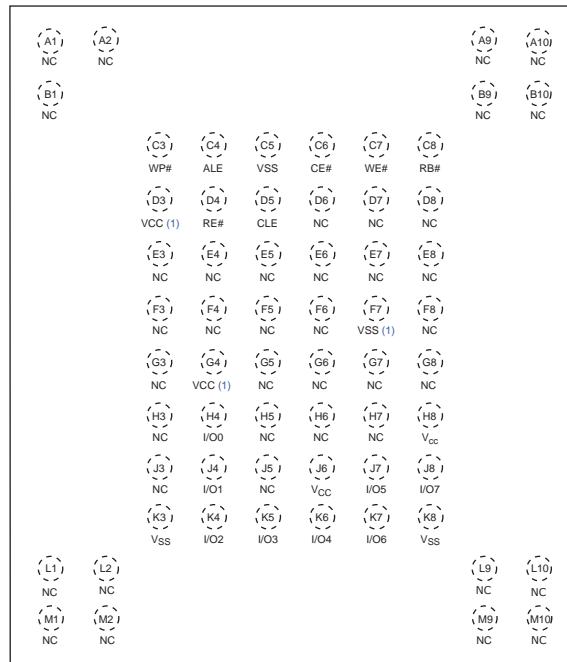 A1 A2 A9 A10
NC NC NC NC
B1 B9 B10
NC NC NC
C3 C4 C5 C6 C7 C8
WP# ALE VSS CE# WE# RB#
D3 D4 D5 D6 D7 D8
VCC (1) RE# CLE NC NC NC
E3 E4 E5 E6 E7 E8
NC NC NC NC NC NC
F3 F4 F5 F6 F7 F8
NC NC NC NC VSS (1) NC
G3 G4 G5 G6 G7 G8
NC VCC (1) NC NC NC NC
H3 H4 H5 H6 H7 H8
NC I/O0 NC NC NC Vcc
J3 J4 J5 J6 J7 J8
NC I/O1 NC VCC I/O5 I/O7
K3 K4 K5 K6 K7 K8
VSS I/O2 I/O3 I/O4 I/O6 VSS
L1 L2 L9 L10
NC NC NC NC
M1 M2 M9 M10
NC NC NC NC